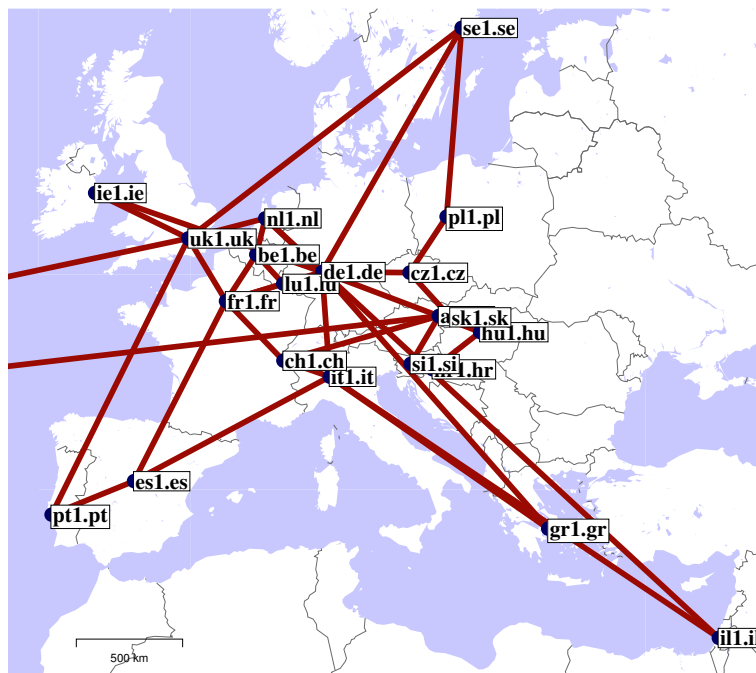 se1.se
ie1.ie
nl1.nl
pl1.pl
uk1.uk
be1.be
de1.de
cz1.cz
lu1.lu
fr1.fr
sk1.sk
hu1.hu
ch1.ch
si1.si
it1.it
es1.es
pt1.pt
gr1.gr
500 km